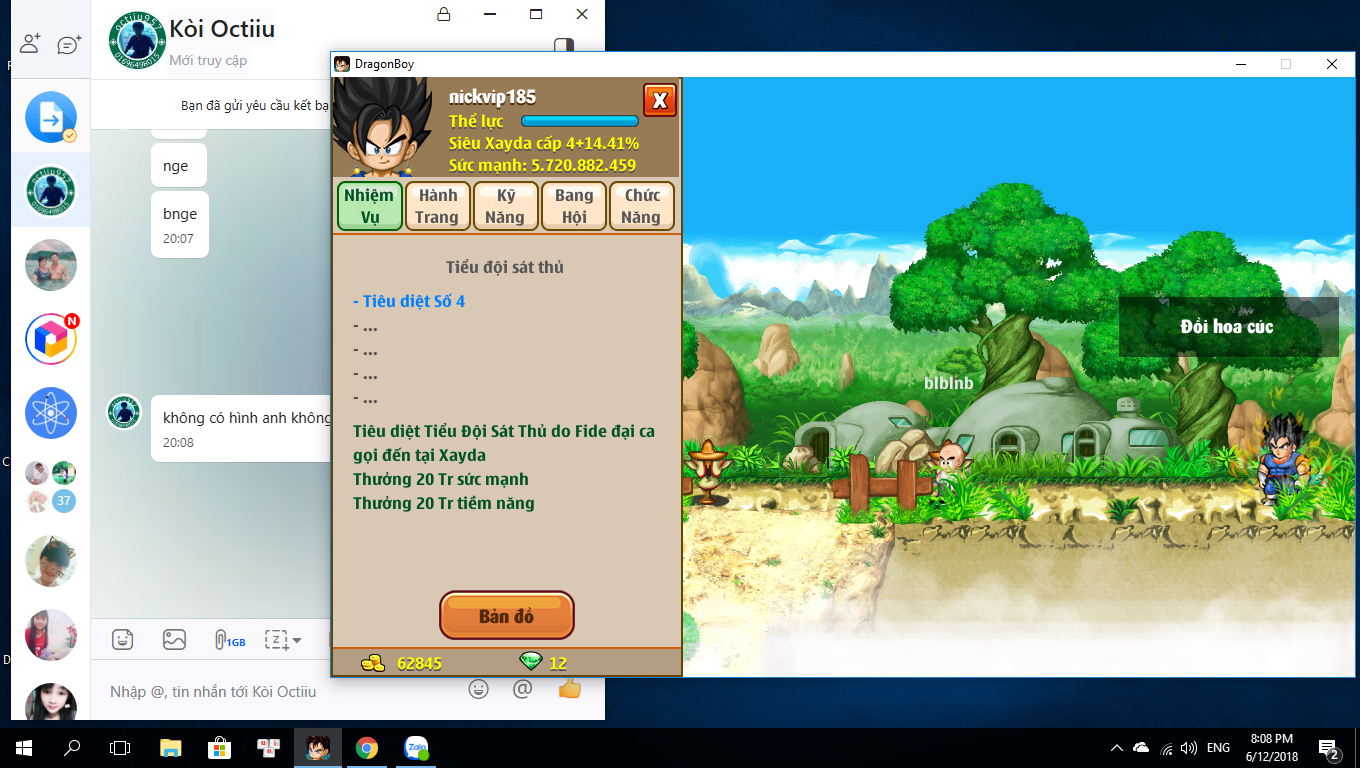 Kòi Octiiu
Mới truy cập
Bạn đã gửi yêu cầu kết bạ
nge
bnge
20:07
không có hình anh không
20:08
1GB
Nhập @, tin nhắn tới Kòi Octiiu
N
37
DragonBoy
nickvip185
X
Thể lực
Siêu Xayda cấp 4+14.41%
Sức mạnh: 5.720.882.459
Nhiệm Vụ
Hành Trang
Kỹ Năng
Bang Hội
Chức Năng
Tiểu đội sát thủ
- Tiêu diệt Số 4
- ...
- ...
- ...
- ...
Tiêu diệt Tiểu Đội Sát Thủ do Fide đại ca
gọi đến tại Xayda
Thưởng 20 Tr sức mạnh
Thưởng 20 Tr tiềm năng
Bản đồ
62845
12
Đồi hoa cúc
blblnb
Zalo
ENG
8:08 PM
6/12/2018
2